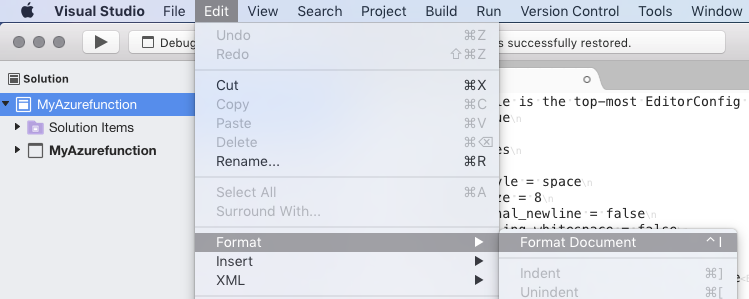 Visual Studio File Edit View Search Project Build Run Version Control Tools Window
Debug
s successfully restored.
Undo ⌘Z
Redo ⇧⌘Z
Solution
Cut ⌘X
MyAzurefunction
Copy ⌘C
le is the top-most EditorConfig
Paste ⌘V
ue\n
Solution Items
Delete ⌘⌫
\n
MyAzurefunction
Rename... ⌘R
es\n
Select All ⌘A
yle = space\n
Surround With...
ze = 8\n
nal_newline = false\n
Format
Format Document ^ I
Insert
Indent ⌘]
XML
Unindent ⌘[